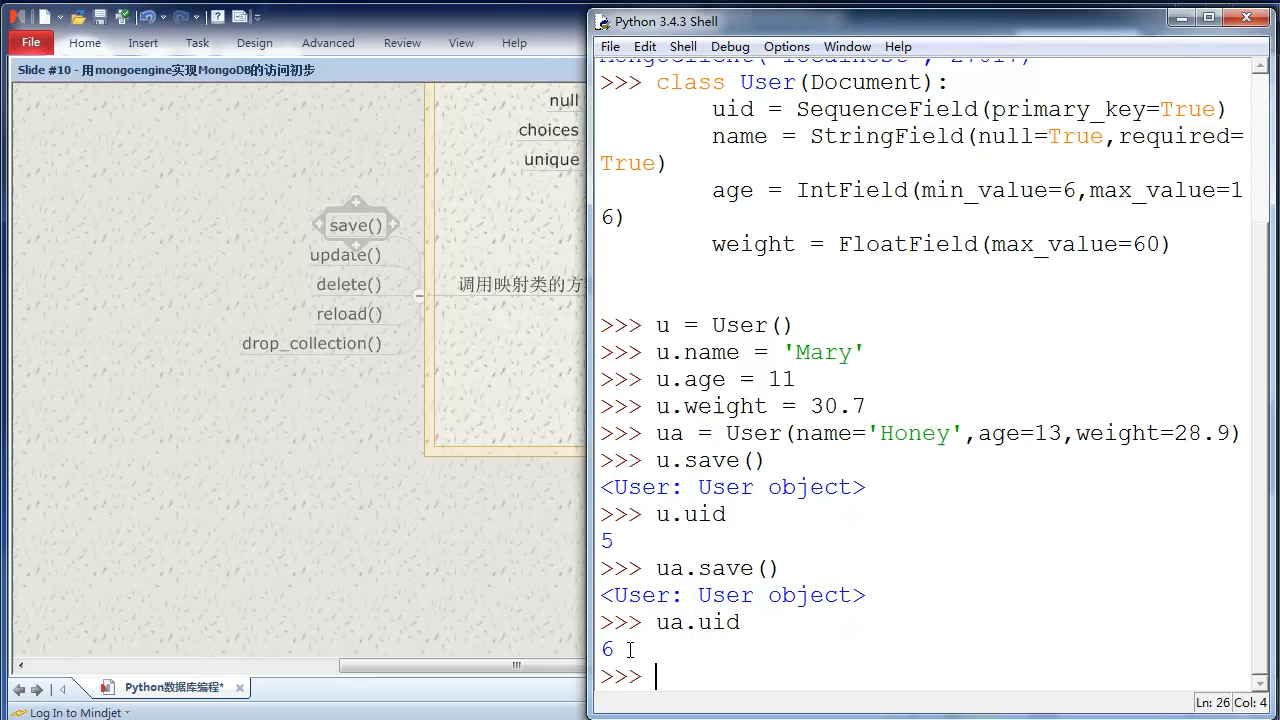 File Home Insert Task Design Advanced Review View Help
Slide #10 - 用mongoengine实现MongoDB的访问初步
null
choices
unique
save()
update()
delete()
reload()
drop_collection()
调用映射类的方
Python数据库编程*
Log In to Mindjet
Python 3.4.3 Shell
File Edit Shell Debug Options Window Help
>>> class User(Document):
uid = SequenceField(primary_key=True)
name = StringField(null=True,required=
True)
age = IntField(min_value=6,max_value=1
6)
weight = FloatField(max_value=60)
>>> u = User()
>>> u.name = 'Mary'
>>> u.age = 11
>>> u.weight = 30.7
>>> ua = User(name='Honey',age=13,weight=28.9)
>>> u.save()
<User: User object>
>>> u.uid
5
>>> ua.save()
<User: User object>
>>> ua.uid
6
>>>
Ln: 26 Col: 4